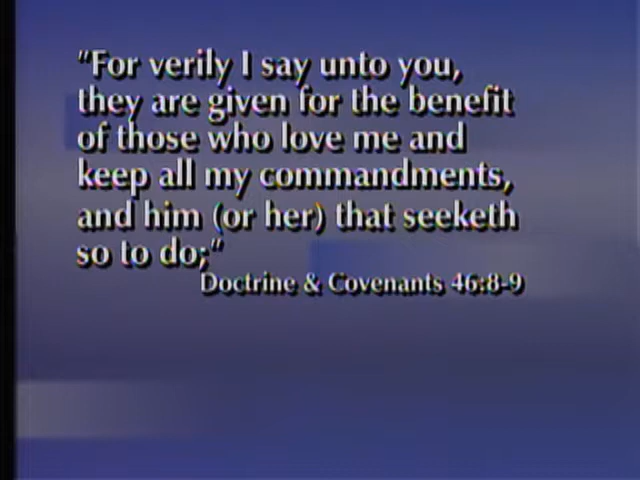 "For verily I say unto you,
they are given for the benefit
of those who love me and
keep all my commandments,
and him (or her) that seeketh
so to do;"
Doctrine & Covenants 46:8-9